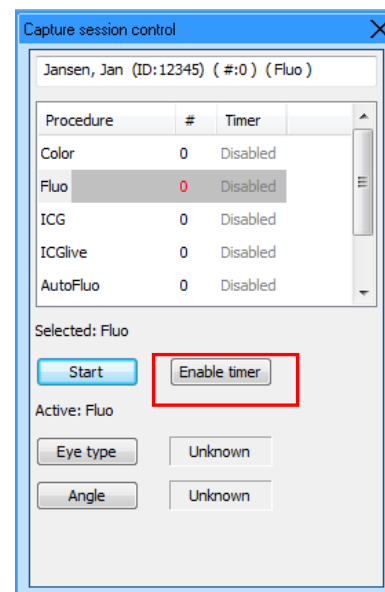 Capture session control
Jansen, Jan (ID:12345) ( #:0 ) ( Fluo )
Procedure # Timer
Color 0 Disabled
Fluo 0 Disabled
ICG 0 Disabled
ICGlive 0 Disabled
AutoFluo 0 Disabled
Selected: Fluo
Start Enable timer
Active: Fluo
Eye type Unknown
Angle Unknown